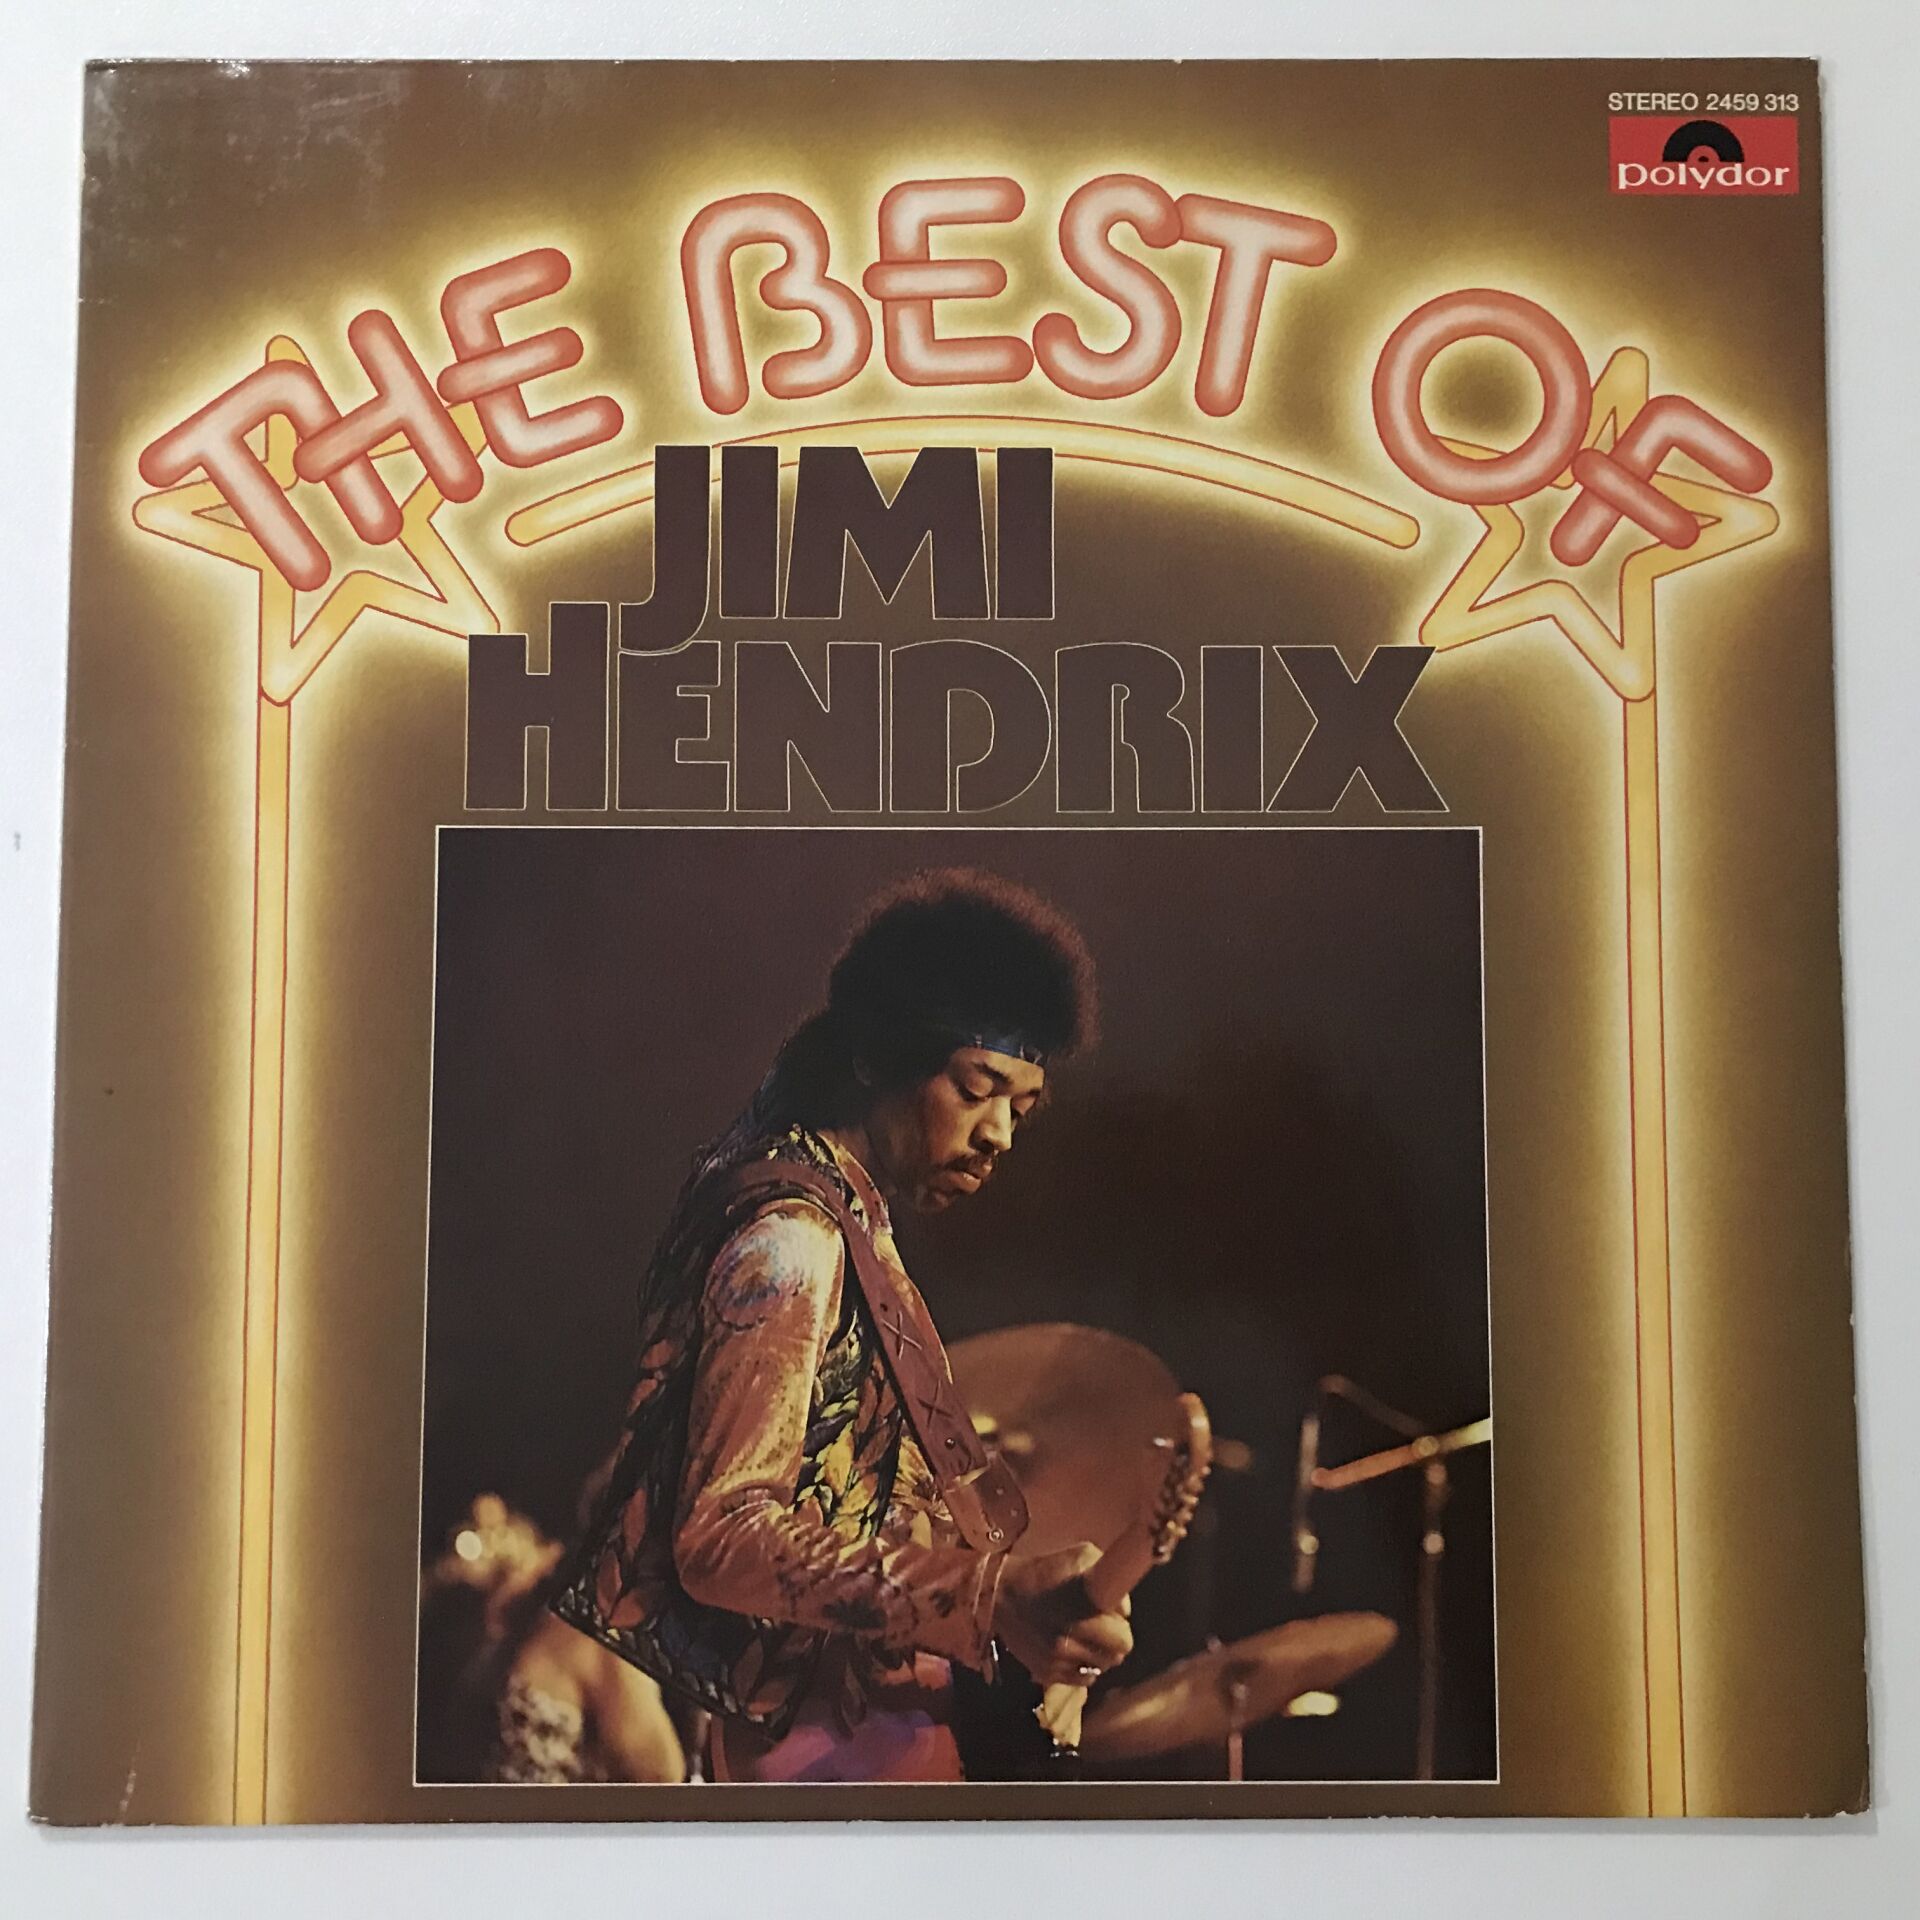 STEREO 2459 313
polydor
THE BEST OF
JIMI
HENDRIX